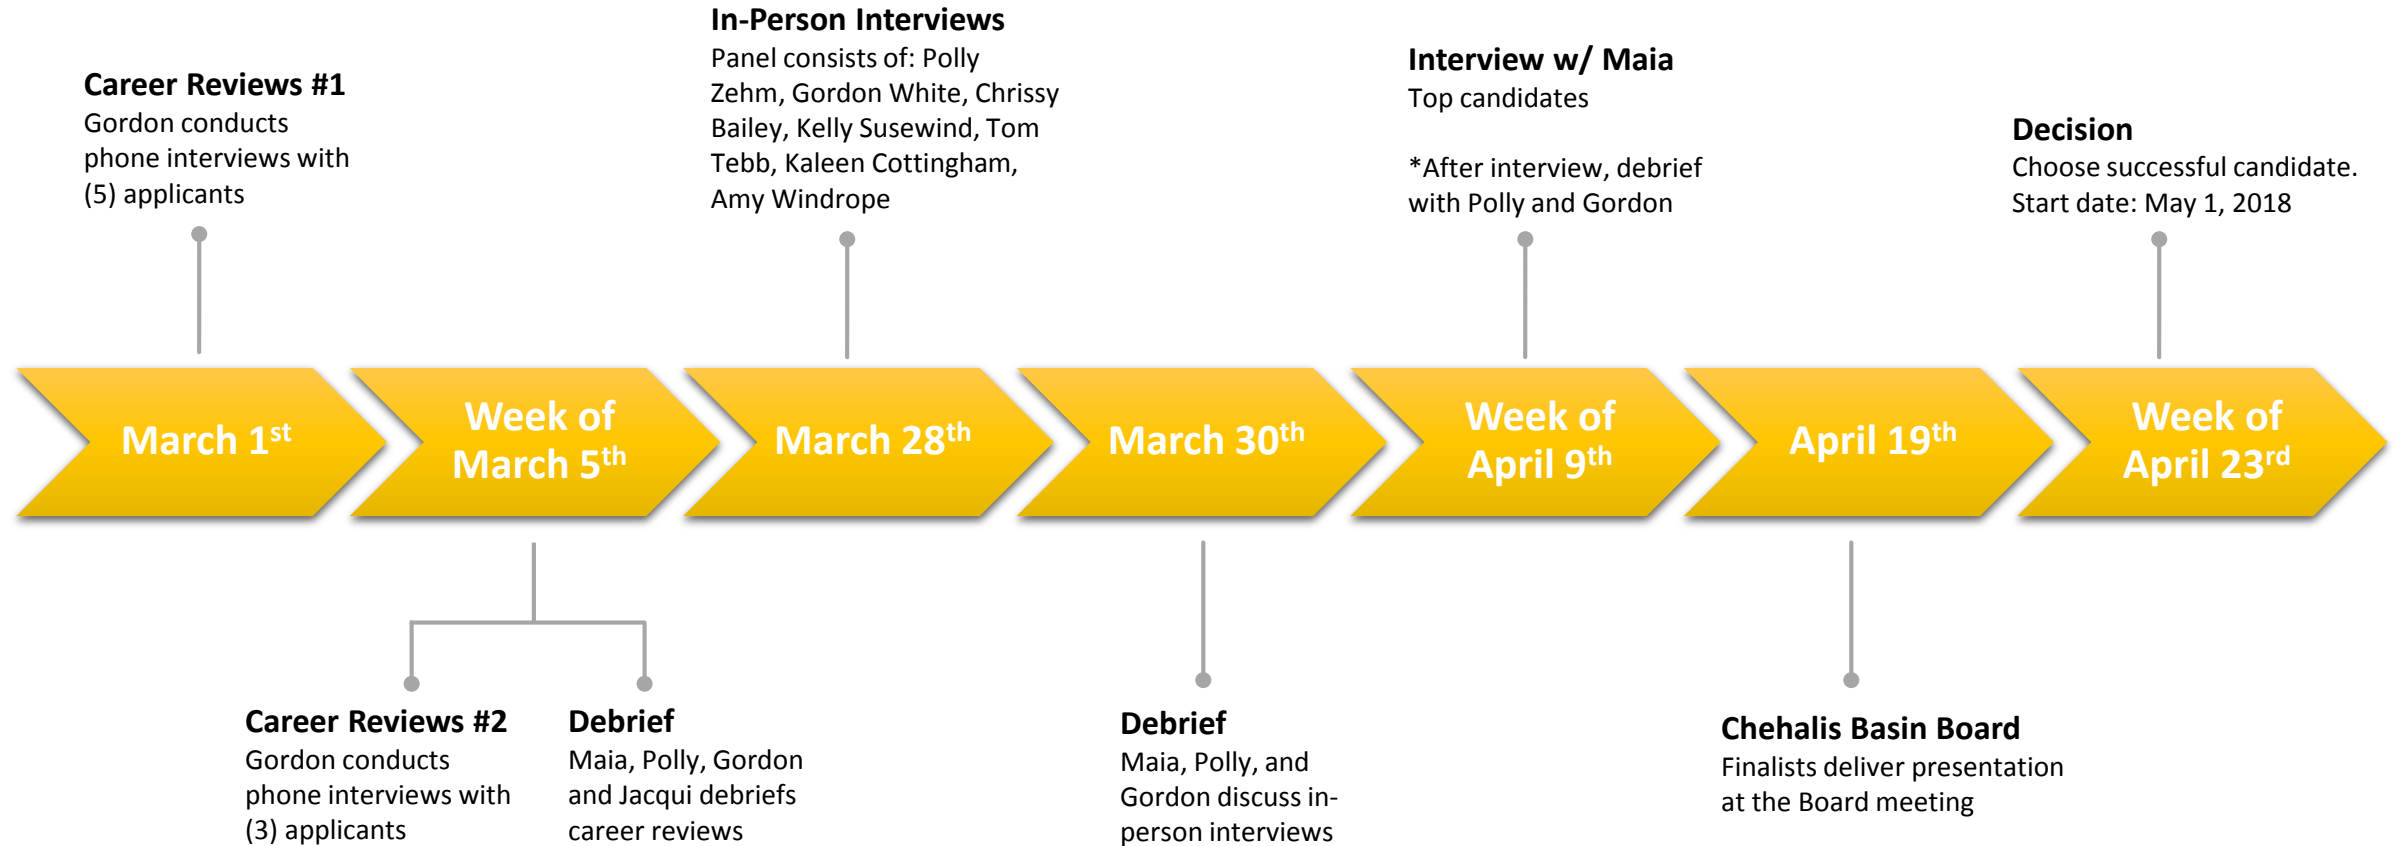 Career Reviews #1
Gordon conducts
phone interviews with
(5) applicants
In-Person Interviews
Panel consists of: Polly
Zehm, Gordon White, Chrissy
Bailey, Kelly Susewind, Tom
Tebb, Kaleen Cottingham,
Amy Windrope
Interview w/ Maia
Top candidates
*After interview, debrief
with Polly and Gordon
Decision
Choose successful candidate.
Start date: May 1, 2018
March 1st
Week of
March 5th
March 28th
March 30th
Week of
April 9th
April 19th
Week of
April 23rd
Career Reviews #2
Gordon conducts
phone interviews with
(3) applicants
Debrief
Maia, Polly, Gordon
and Jacqui debriefs
career reviews
Debrief
Maia, Polly, and
Gordon discuss in-
person interviews
Chehalis Basin Board
Finalists deliver presentation
at the Board meeting